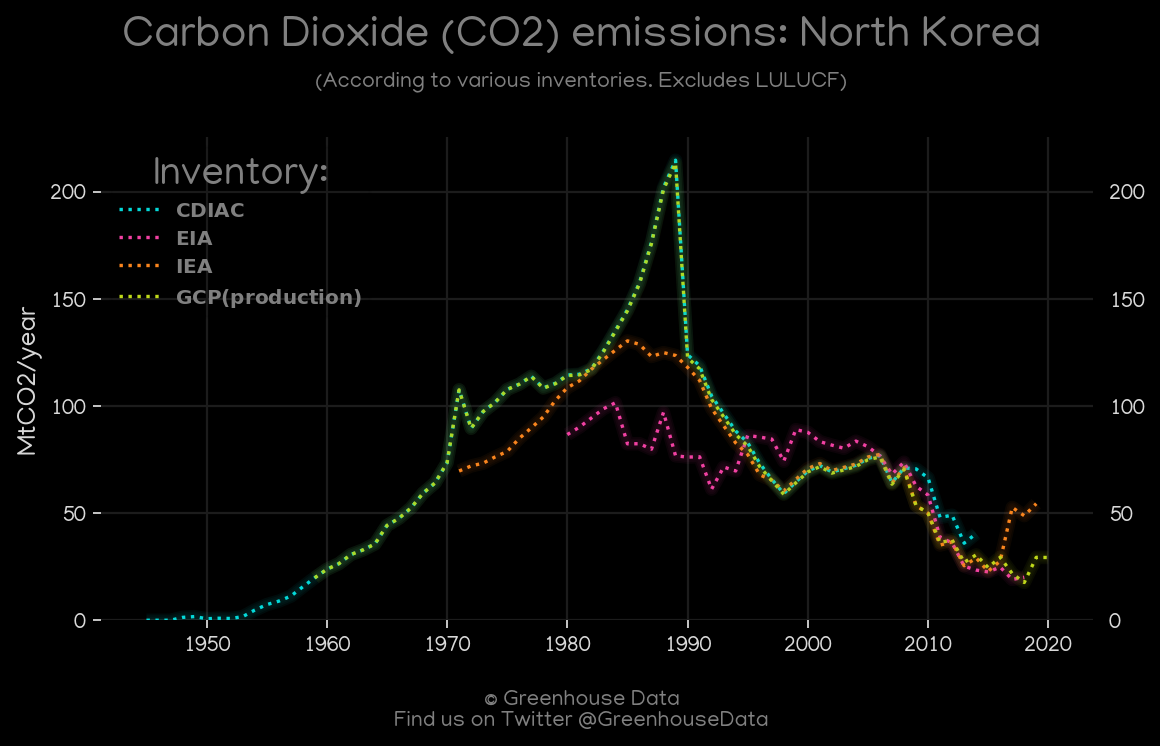 Carbon Dioxide (CO2) emissions: North Korea
(According to various inventories. Excludes LULUCF)
Inventory:
CDIAC
EIA
IEA
GCP(production)
MtCO2/year
200
150
100
50
0
200
150
100
50
0
1950 1960 1970 1980 1990 2000 2010 2020
© Greenhouse Data
Find us on Twitter @GreenhouseData